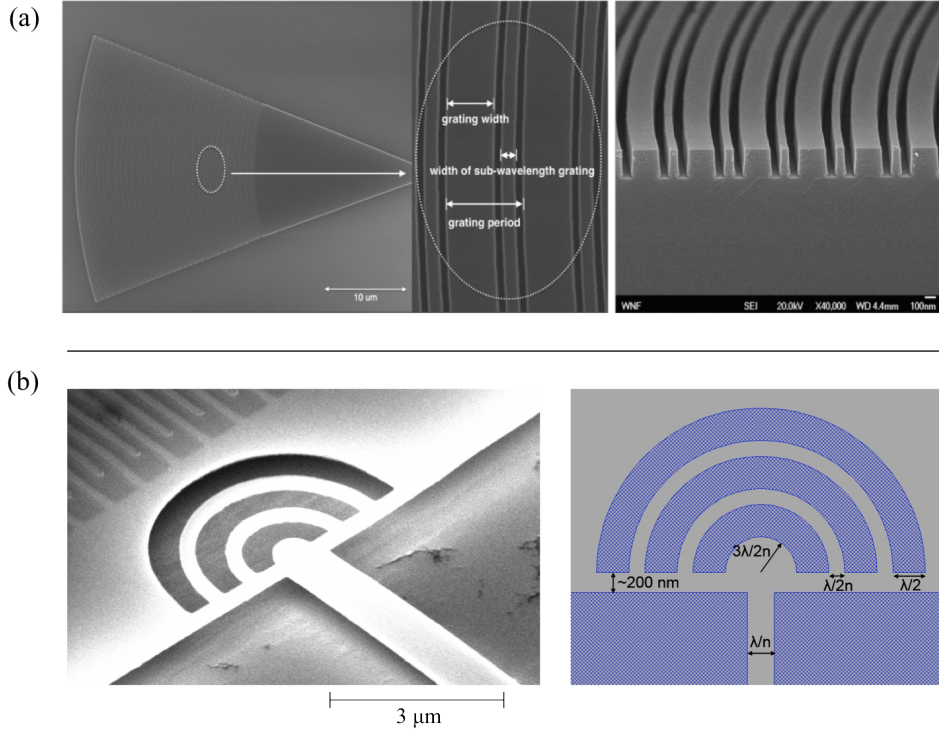 (a)
grating width
width of sub-wavelength grating
grating period
10 um
WNF SEI 20.0kV X40,000 WD 4.4mm 100nm
(b)
3λ/2n
~200 nm
λ/2n
λ/2
λ/n
3 μm